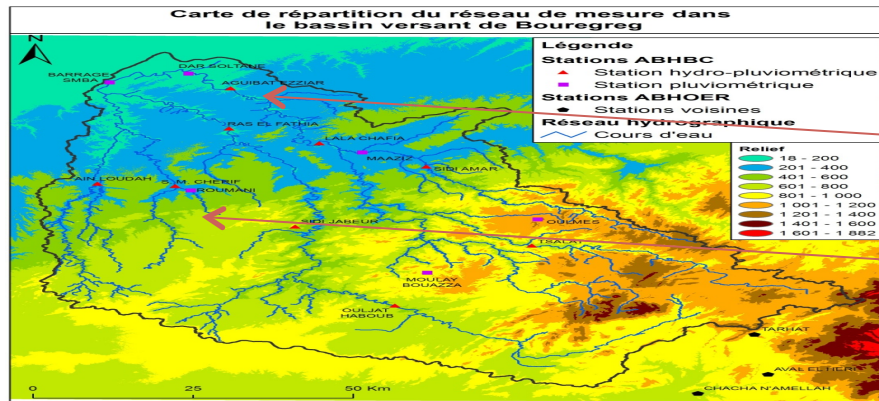 Carte de répartition du réseau de mesure dans
le bassin versant de Bouregreg
N
Légende
Stations ABHBC
Station hydro-pluviométrique
Station pluviométrique
Stations ABHOER
Stations voisines
Réseau hydrographique
Cours d'eau
Relief
18 - 200
201 - 400
401 - 600
601 - 800
801 - 1 000
1 001 - 1 200
1 201 - 1 400
1 401 - 1 600
1 601 - 1 882
DAR SOLTANE
BARRAGE
SMBA
AGUIBAT EZZIAR
RAS EL FATHIA
LALA CHAFIA
MAAZIZ
SIDI AMAR
AIN LOUDAH
S. M. CHERIF
ROUMANI
SIDI JABEUR
OULMES
TSALAT
MOULAY
BOUAZZA
OULJAT
HABOUB
TARHAT
AVAL EL HERI
CHACHA N'AMELLAH
0
25
50
Km